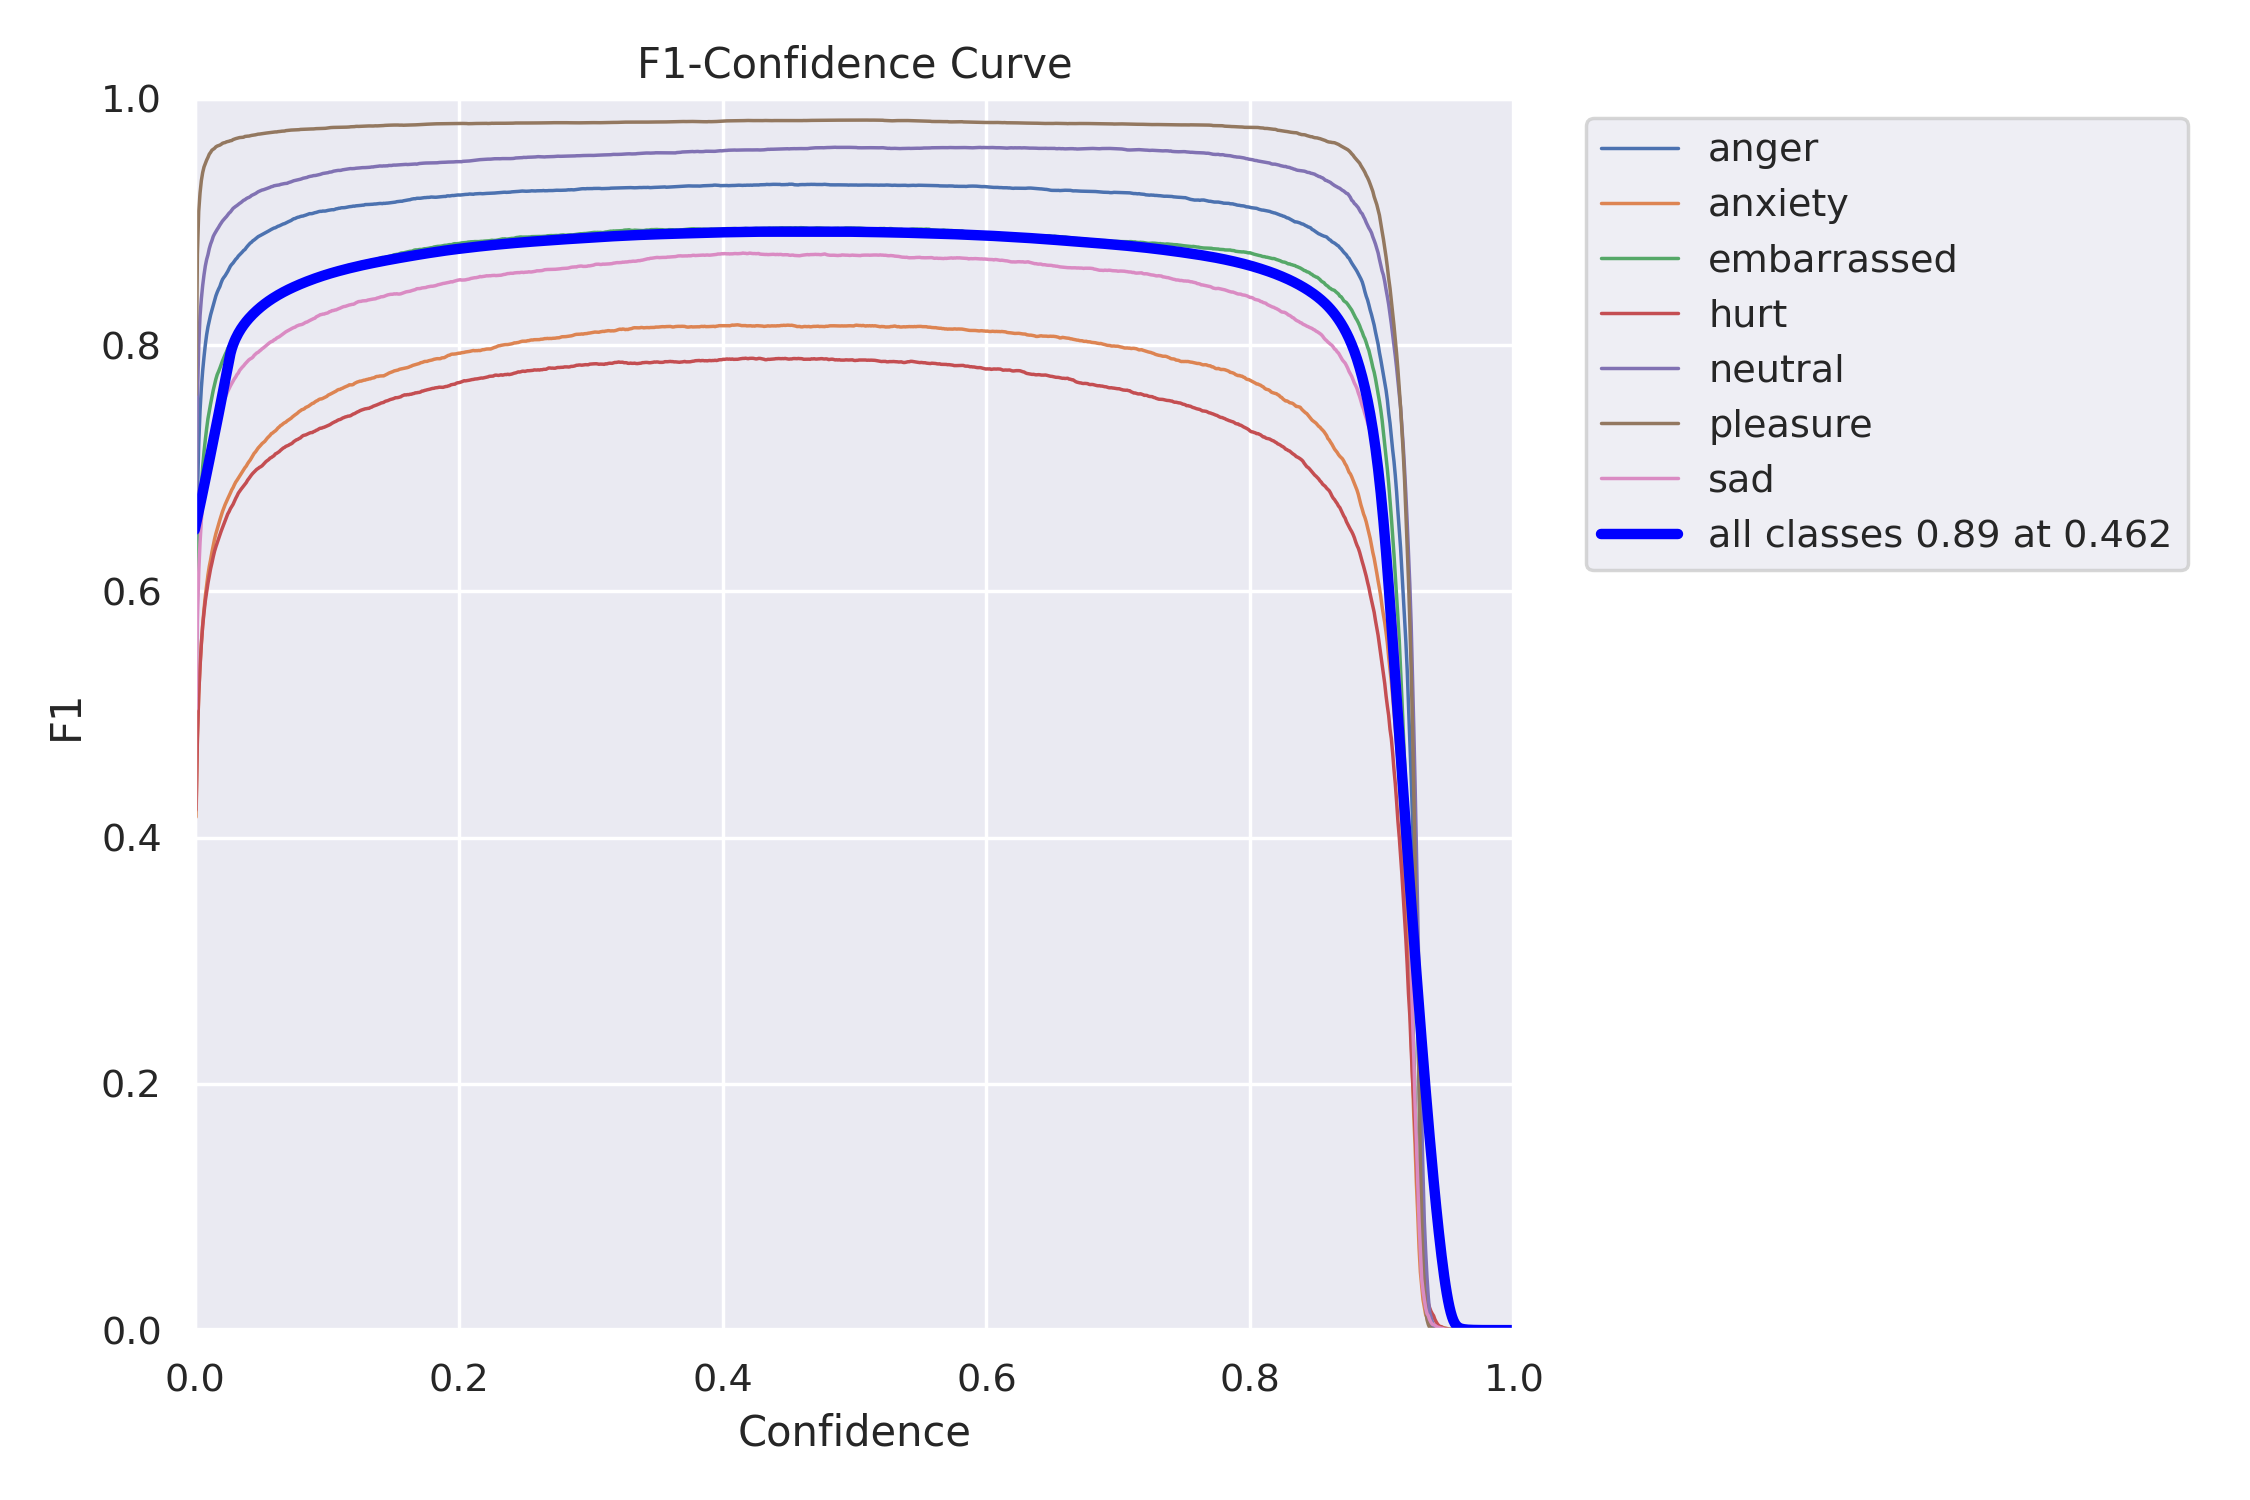 F1-Confidence Curve
1.0
0.8
0.6
0.4
0.2
0.0
F1
0.0 0.2 0.4 0.6 0.8 1.0
Confidence
anger
anxiety
embarrassed
hurt
neutral
pleasure
sad
all classes 0.89 at 0.462